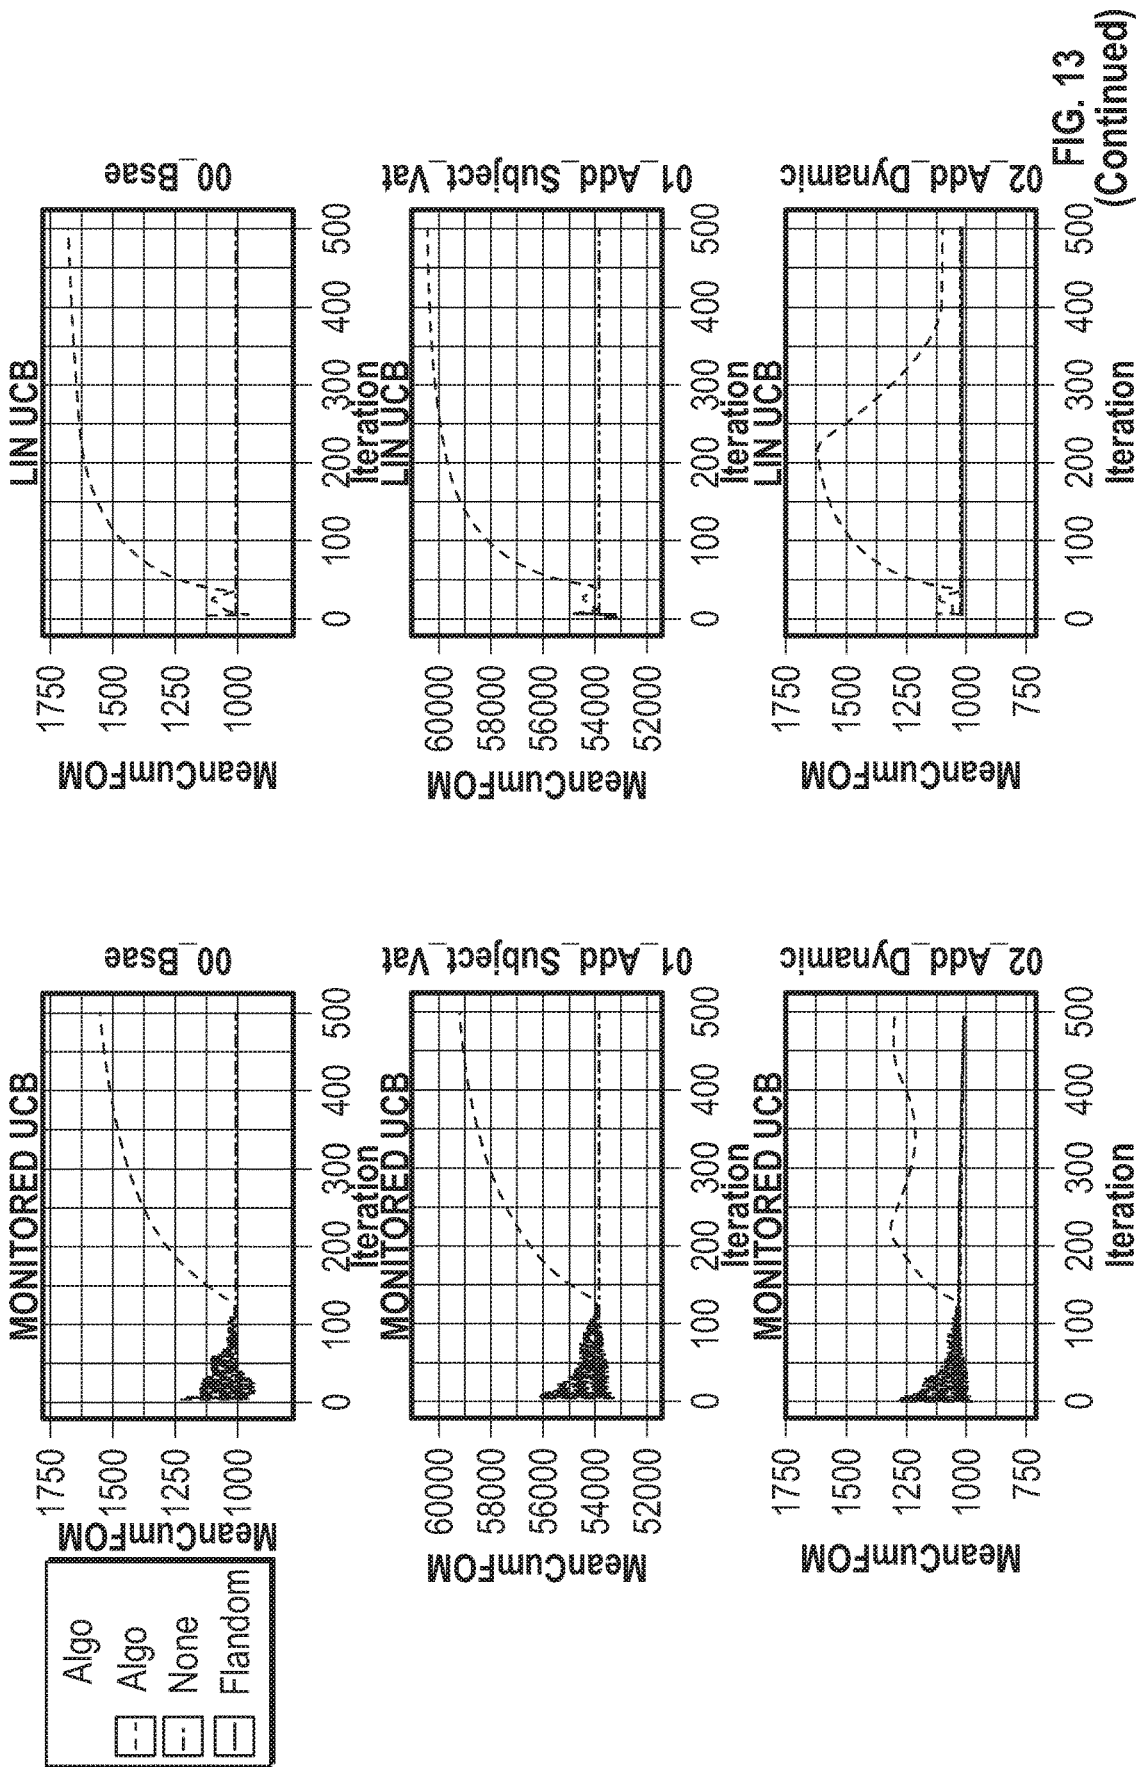 Algo
Algo
None
Flandom
MONITORED UCB
MeanCumFOM
1750
1500
1250
1000
0
100
200
300
400
500
Iteration
00_Bsae
LIN UCB
MeanCumFOM
1750
1500
1250
1000
0
100
200
300
400
500
Iteration
00_Bsae
MONITORED UCB
MeanCumFOM
60000
58000
56000
54000
52000
0
100
200
300
400
500
Iteration
01_Add_Subject_Vat
LIN UCB
MeanCumFOM
60000
58000
56000
54000
52000
0
100
200
300
400
500
Iteration
01_Add_Subject_Vat
MONITORED UCB
MeanCumFOM
1750
1500
1250
1000
750
0
100
200
300
400
500
Iteration
02_Add_Dynamic
LIN UCB
MeanCumFOM
1750
1500
1250
1000
750
0
100
200
300
400
500
Iteration
02_Add_Dynamic
FIG. 13
(Continued)